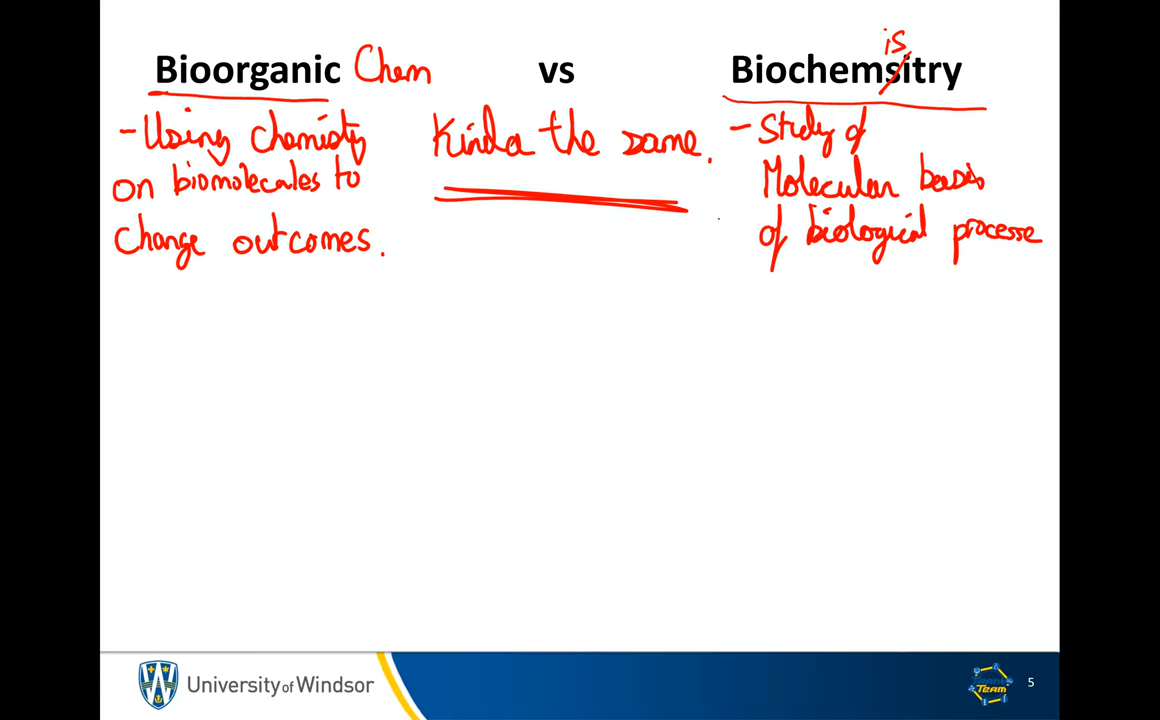 is
Bioorganic Chem vs Biochemsitry
- Using Chemistry
on biomolecules to
Change outcomes.
Kinda the same.
- Study of
Molecular basis
of biological processe
University of Windsor
TEAM
5